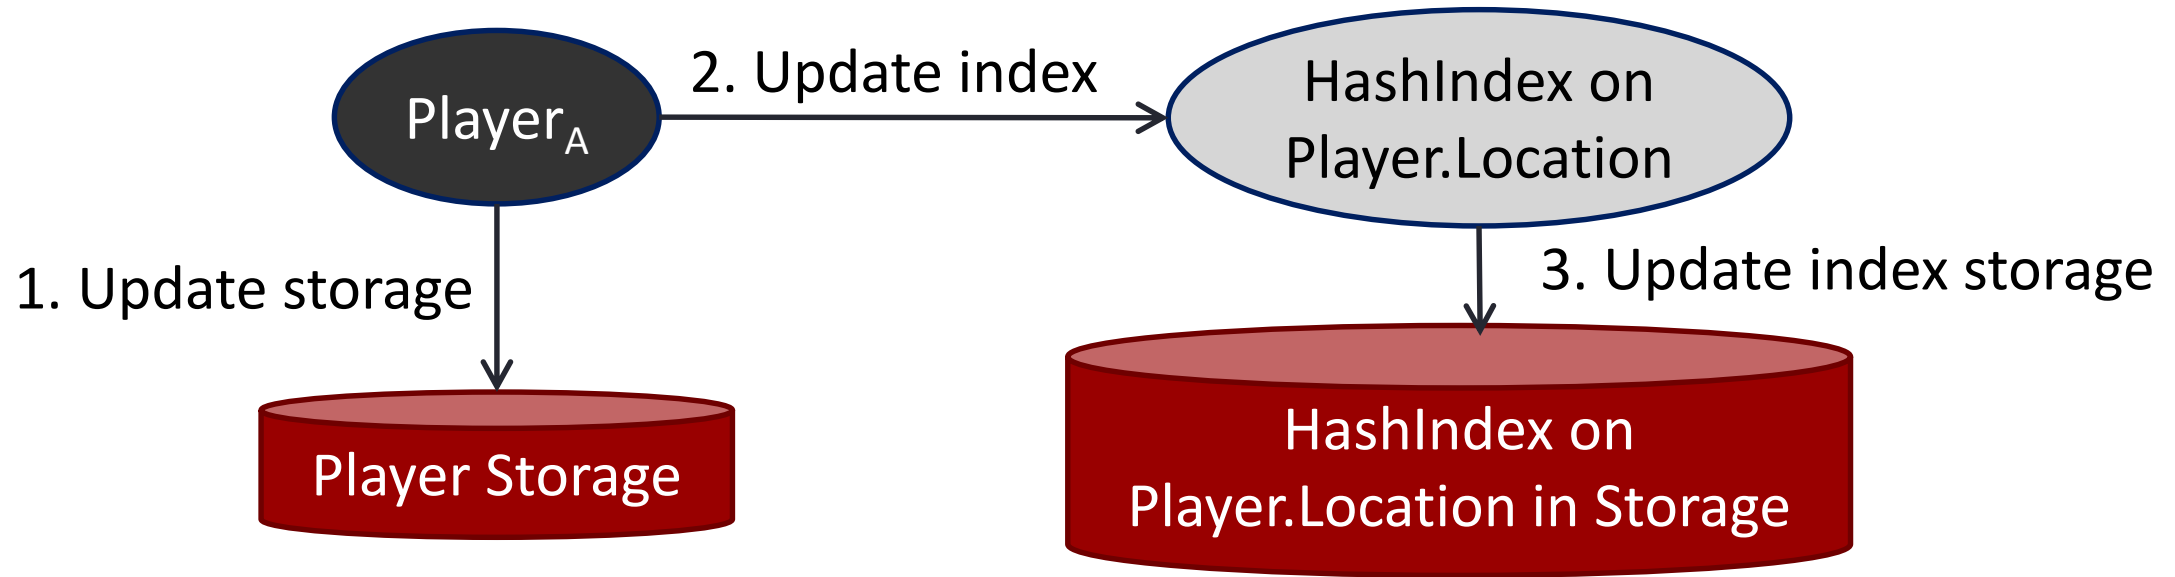 Player_A
2. Update index
HashIndex on
Player.Location
1. Update storage
3. Update index storage
Player Storage
HashIndex on
Player.Location in Storage